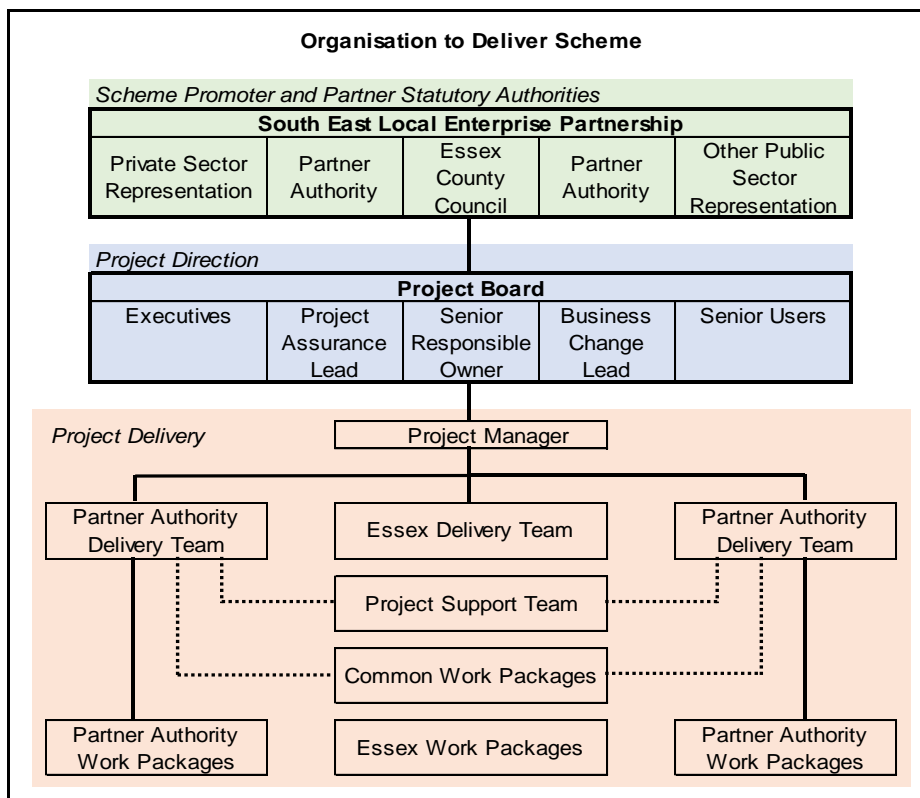 Organisation to Deliver Scheme
Scheme Promoter and Partner Statutory Authorities
South East Local Enterprise Partnership
Private Sector
Representation
Partner
Authority
Essex
County
Council
Partner
Authority
Other Public
Sector
Representation
Project Direction
Project Board
Executives
Project
Assurance
Lead
Senior
Responsible
Owner
Business
Change
Lead
Senior Users
Project Delivery
Project Manager
Partner Authority
Delivery Team
Essex Delivery Team
Partner Authority
Delivery Team
Project Support Team
Common Work Packages
Partner Authority
Work Packages
Essex Work Packages
Partner Authority
Work Packages